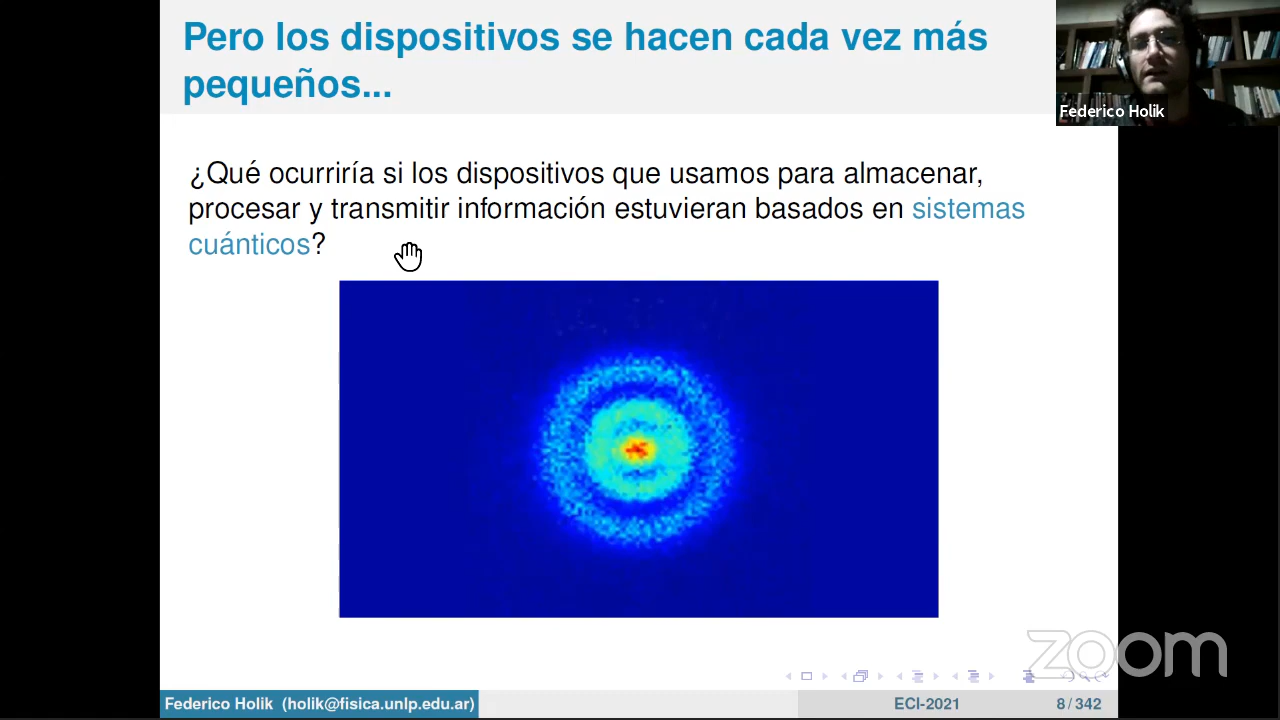 Pero los dispositivos se hacen cada vez más
pequeños...
Federico Holik
¿Qué ocurriría si los dispositivos que usamos para almacenar,
procesar y transmitir información estuvieran basados en sistemas
cuánticos?
zoom
Federico Holik (holik@fisica.unlp.edu.ar)
ECI-2021
8/342